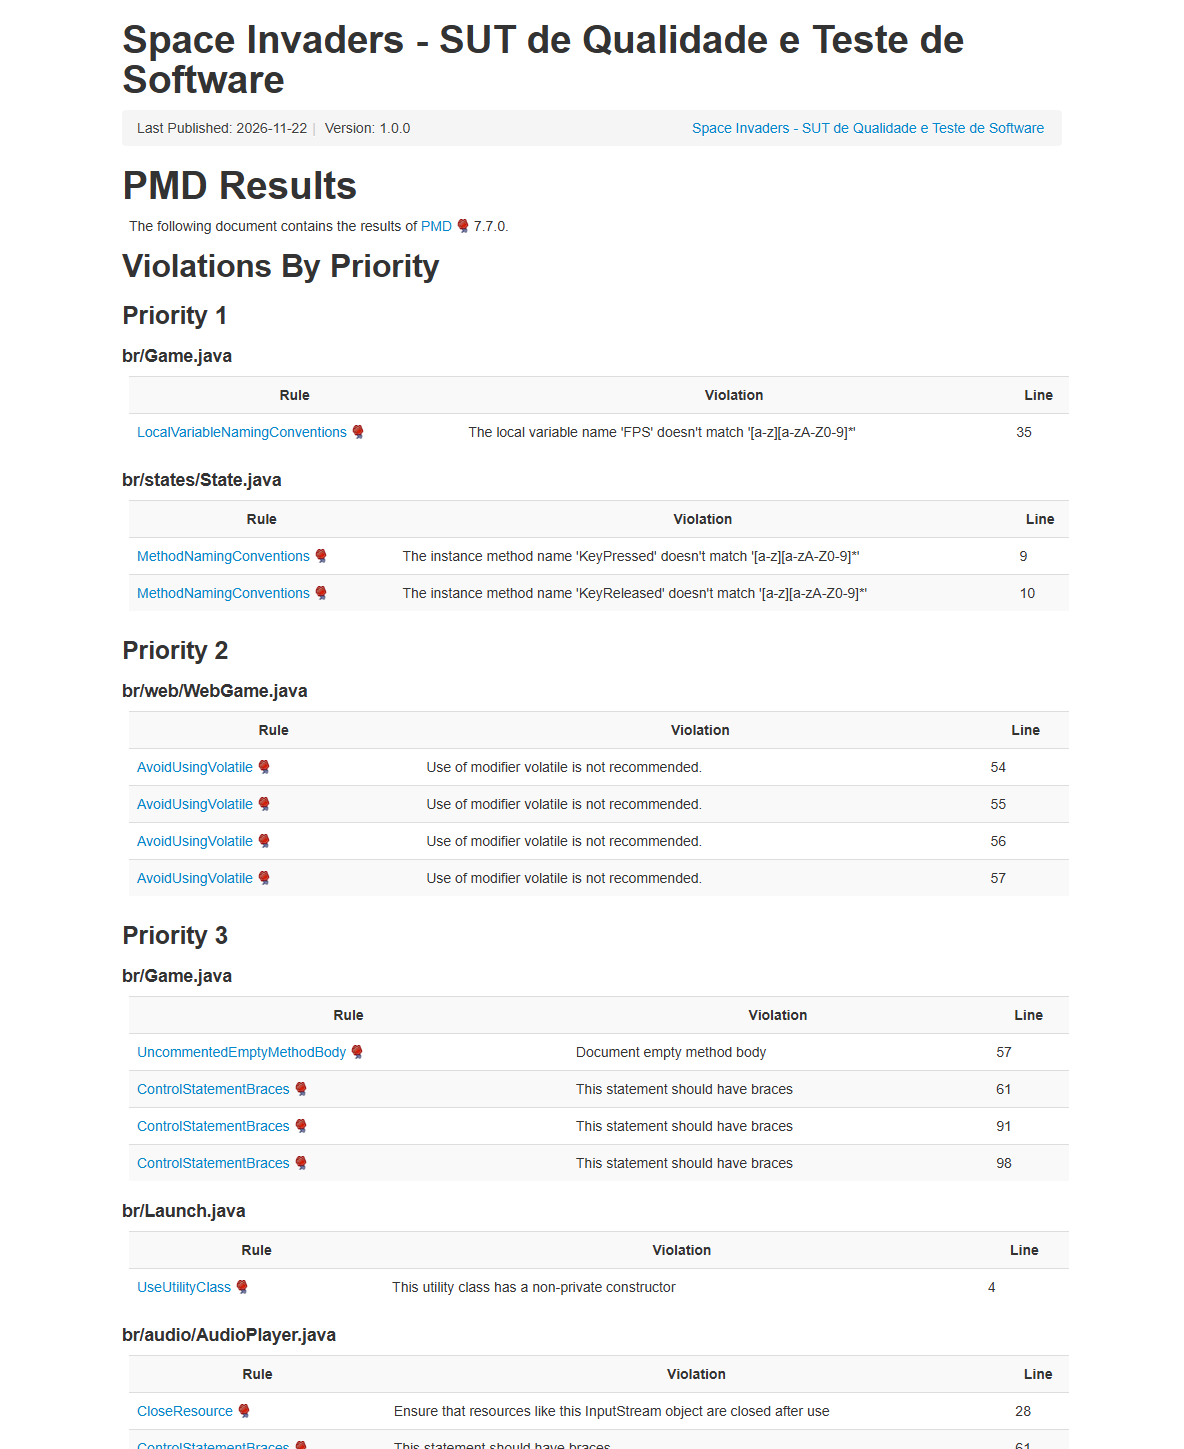 Space Invaders - SUT de Qualidade e Teste de
Software
Last Published: 2026-11-22 | Version: 1.0.0 Space Invaders - SUT de Qualidade e Teste de Software
PMD Results
The following document contains the results of PMD 7.7.0.
Violations By Priority
Priority 1
br/Game.java
Rule Violation Line
LocalVariableNamingConventions The local variable name 'FPS' doesn't match '[a-z][a-zA-Z0-9]*' 35
br/states/State.java
Rule Violation Line
MethodNamingConventions The instance method name 'KeyPressed' doesn't match '[a-z][a-zA-Z0-9]*' 9
MethodNamingConventions The instance method name 'KeyReleased' doesn't match '[a-z][a-zA-Z0-9]*' 10
Priority 2
br/web/WebGame.java
Rule Violation Line
AvoidUsingVolatile Use of modifier volatile is not recommended. 54
AvoidUsingVolatile Use of modifier volatile is not recommended. 55
AvoidUsingVolatile Use of modifier volatile is not recommended. 56
AvoidUsingVolatile Use of modifier volatile is not recommended. 57
Priority 3
br/Game.java
Rule Violation Line
UncommentedEmptyMethodBody Document empty method body 57
ControlStatementBraces This statement should have braces 61
ControlStatementBraces This statement should have braces 91
ControlStatementBraces This statement should have braces 98
br/Launch.java
Rule Violation Line
UseUtilityClass This utility class has a non-private constructor 4
br/audio/AudioPlayer.java
Rule Violation Line
CloseResource Ensure that resources like this InputStream object are closed after use 28
ControlStatementBraces This statement should have braces 61